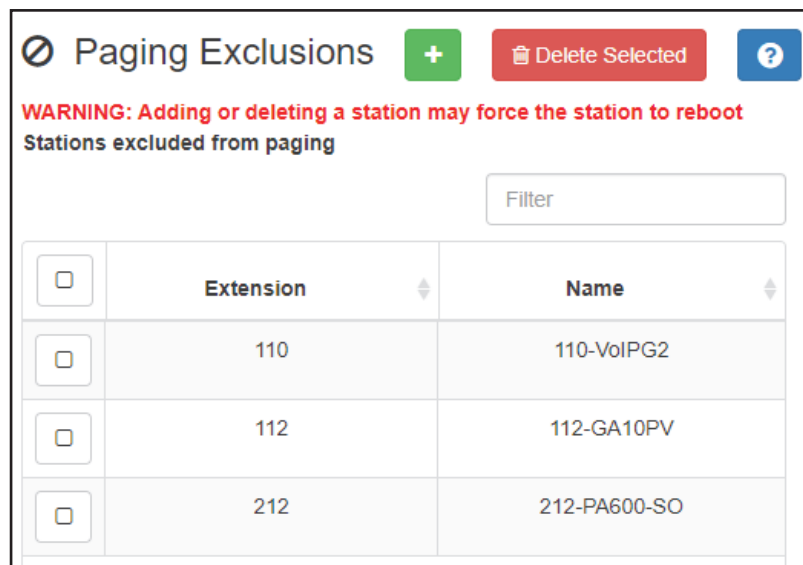 Paging Exclusions + Delete Selected ?
WARNING: Adding or deleting a station may force the station to reboot
Stations excluded from paging
Filter
Extension Name
110 110-VoIPG2
112 112-GA10PV
212 212-PA600-SO